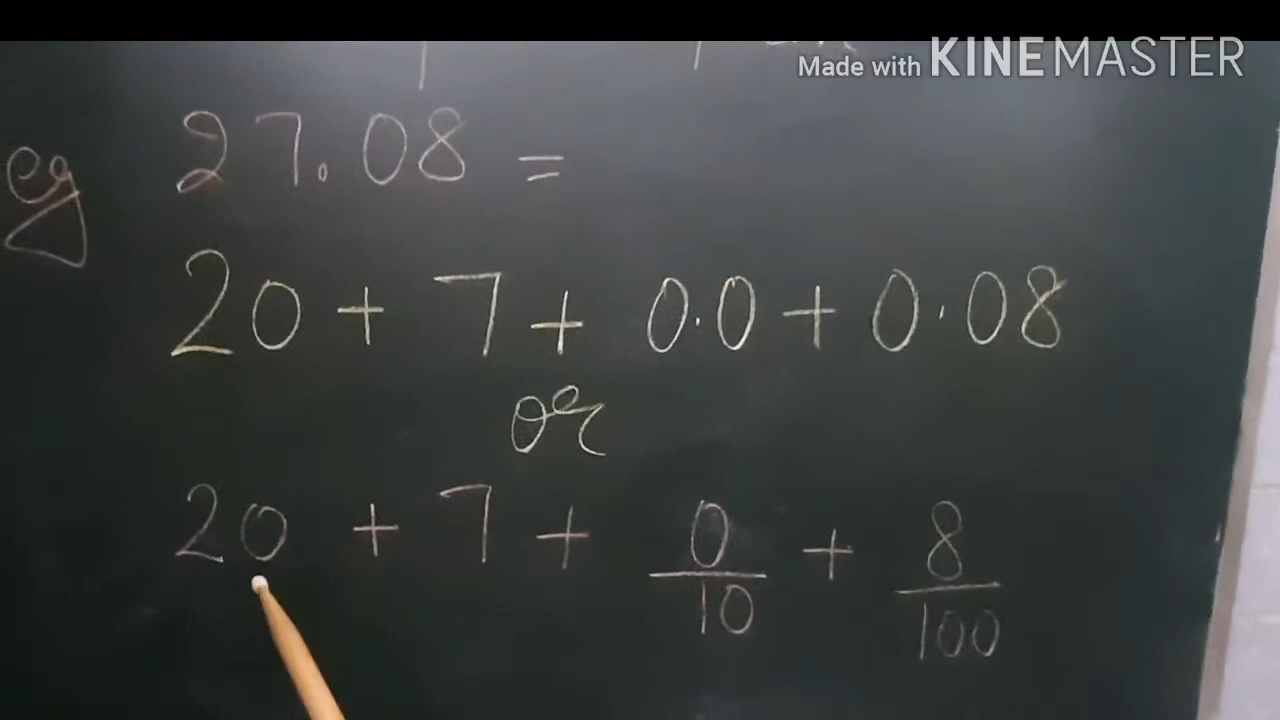 Made with KINEMASTER
eg 27.08 =
20 + 7 + 0.0 + 0.08
or
20 + 7 + 0/10 + 8/100